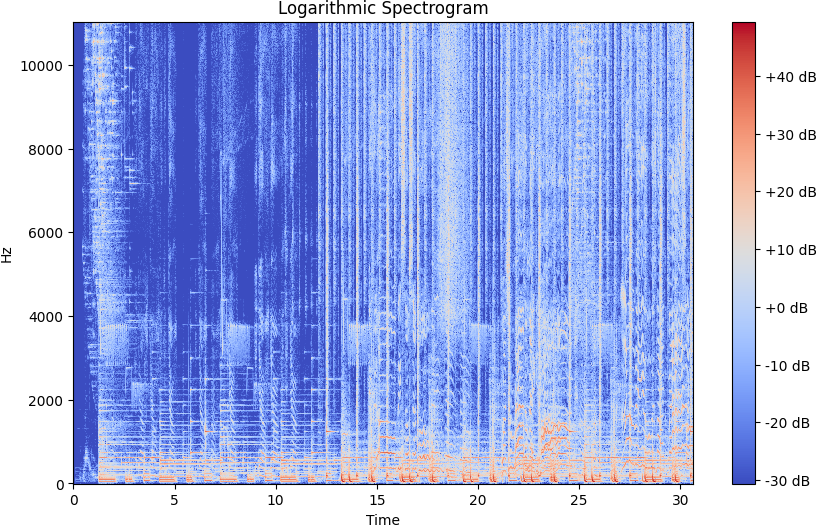 Logarithmic Spectrogram
Hz
10000
8000
6000
4000
2000
0
0 5 10 15 20 25 30
Time
+40 dB
+30 dB
+20 dB
+10 dB
+0 dB
-10 dB
-20 dB
-30 dB